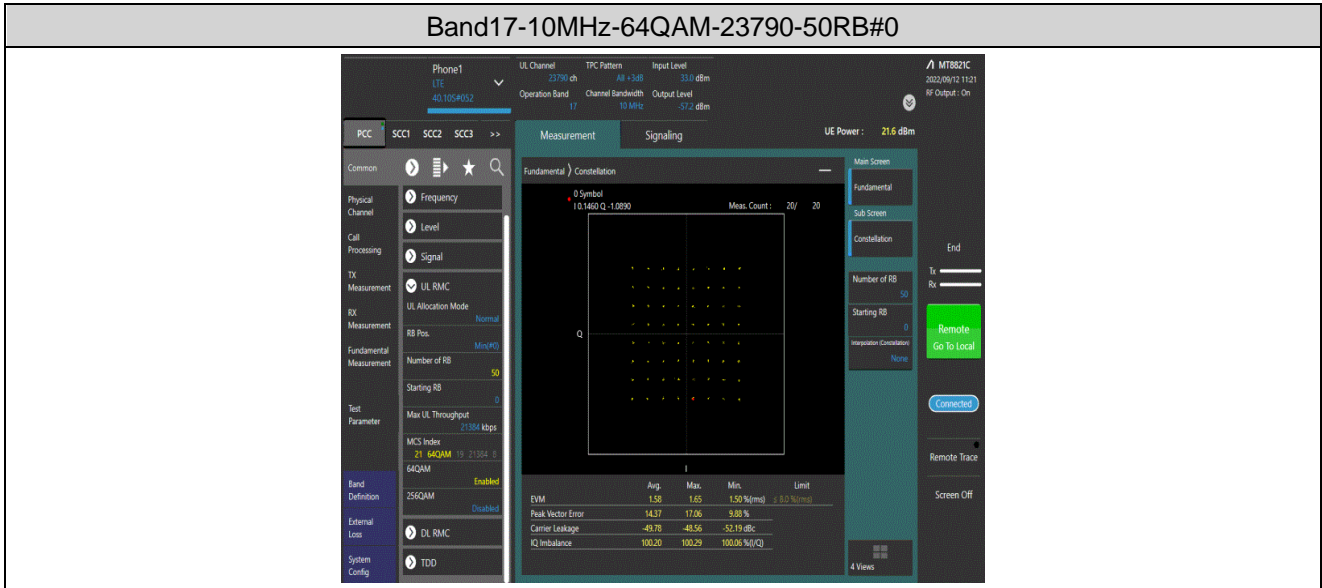 Band17-10MHz-64QAM-23790-50RB#0
Phone1
LTE
40.10S#052
UL Channel
23790 ch
TPC Pattern
All +3dB
Input Level
33.0 dBm
Operation Band
17
Channel Bandwidth
10 MHz
Output Level
-57.2 dBm
MT8821C
2022/09/12 11:21
RF Output : On
PCC SCC1 SCC2 SCC3 >>
Measurement
Signaling
UE Power : 21.6 dBm
Common
Physical
Channel
Call
Processing
TX
Measurement
RX
Measurement
Fundamental
Measurement
Test
Parameter
Band
Definition
External
Loss
System
Config
Frequency
Level
Signal
UL RMC
UL Allocation Mode
Normal
RB Pos.
Min(#0)
Number of RB
50
Starting RB
0
Max UL Throughput
21384 kbps
MCS Index
21 64QAM 19 21384 8
64QAM
Enabled
256QAM
Disabled
DL RMC
TDD
Fundamental 〉 Constellation
0 Symbol
I 0.1460 Q -1.0890
Meas. Count : 20/ 20
Q
I
Avg. Max. Min. Limit
EVM 1.58 1.65 1.50 %(rms) ≤ 8.0 %(rms)
Peak Vector Error 14.37 17.06 9.88 %
Carrier Leakage -49.78 -48.56 -52.19 dBc
IQ Imbalance 100.20 100.29 100.06 %(I/Q)
Main Screen
Fundamental
Sub Screen
Constellation
Number of RB
50
Starting RB
0
Interpolation (Constellation)
None
4 Views
End
Tx
Rx
Remote
Go To Local
Connected
Remote Trace
Screen Off